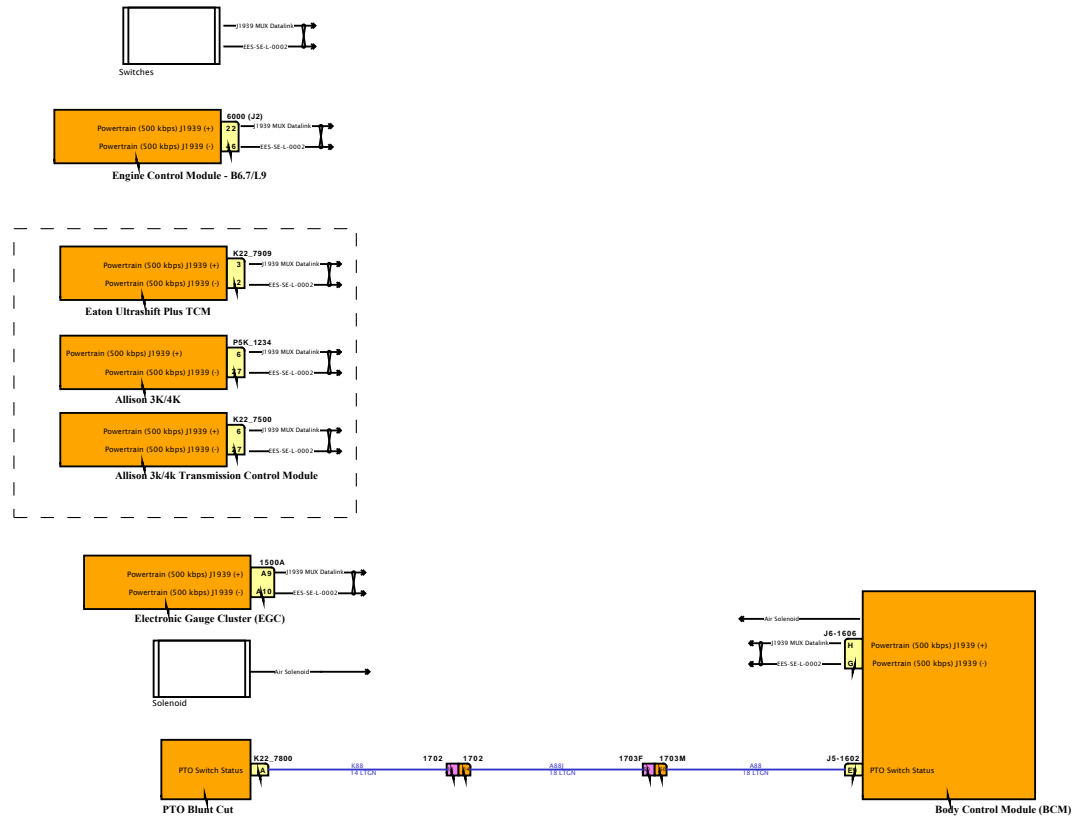 J1939 MUX Datalink
EES-SE-L-0002
Switches
6000 (J2)
Powertrain (500 kbps) J1939 (+)
22
J1939 MUX Datalink
Powertrain (500 kbps) J1939 (-)
46
EES-SE-L-0002
Engine Control Module - B6.7/L9
K22_7909
Powertrain (500 kbps) J1939 (+)
3
J1939 MUX Datalink
Powertrain (500 kbps) J1939 (-)
2
EES-SE-L-0002
Eaton Ultrashift Plus TCM
P5K_1234
Powertrain (500 kbps) J1939 (+)
6
J1939 MUX Datalink
Powertrain (500 kbps) J1939 (-)
27
EES-SE-L-0002
Allison 3K/4K
K22_7500
Powertrain (500 kbps) J1939 (+)
6
J1939 MUX Datalink
Powertrain (500 kbps) J1939 (-)
27
EES-SE-L-0002
Allison 3k/4k Transmission Control Module
1500A
Powertrain (500 kbps) J1939 (+)
A9
J1939 MUX Datalink
Powertrain (500 kbps) J1939 (-)
A10
EES-SE-L-0002
Electronic Gauge Cluster (EGC)
Air Solenoid
Solenoid
Air Solenoid
J6-1606
J1939 MUX Datalink
H
Powertrain (500 kbps) J1939 (+)
EES-SE-L-0002
G
Powertrain (500 kbps) J1939 (-)
K22_7800
PTO Switch Status
A
K88
14 LTGN
1702
1702
A88J
18 LTGN
1703F
1703M
A88
18 LTGN
J5-1602
PTO Switch Status
PTO Blunt Cut
Body Control Module (BCM)